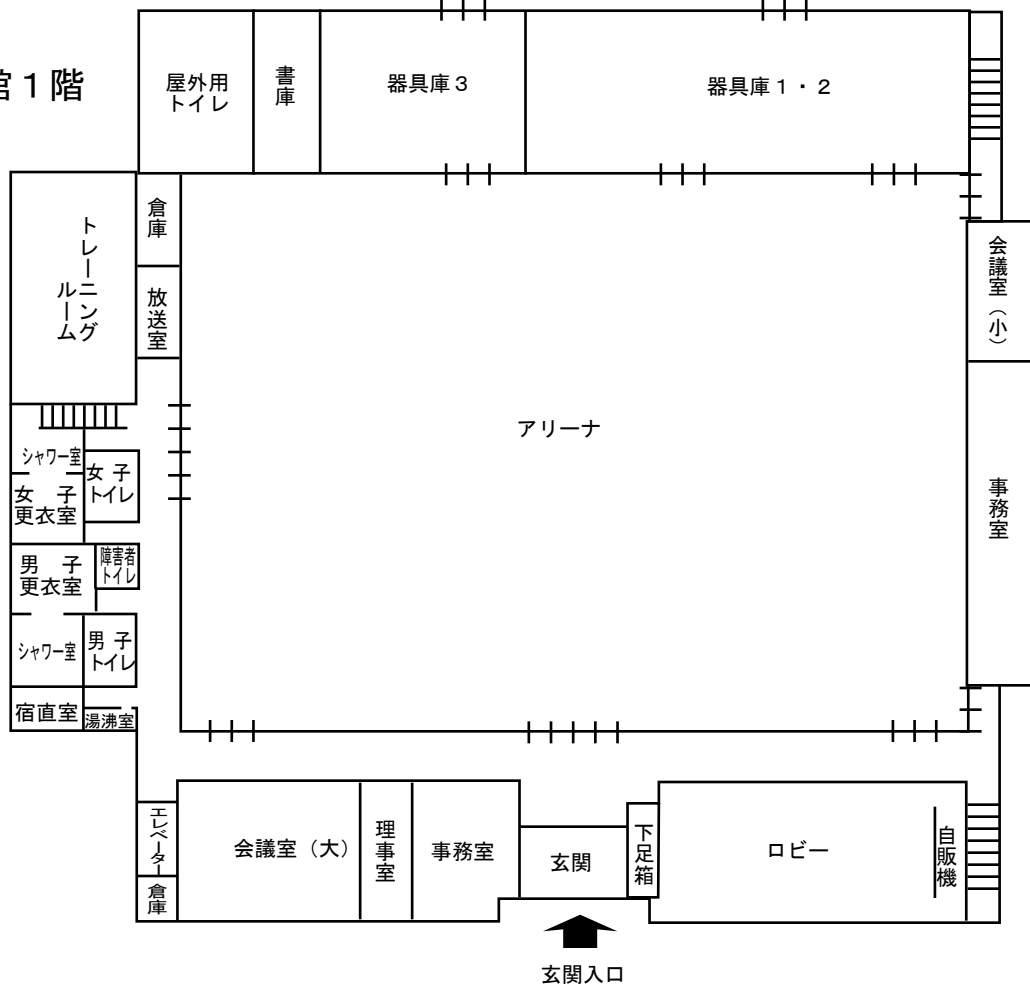 館１階
屋外用
トイレ
書庫
器具庫３
器具庫１・２
倉庫
トレーニング
ルーム
放送室
会議室（小）
アリーナ
シャワー室
女子
トイレ
女子
更衣室
事務室
障害者
トイレ
男子
更衣室
男子
トイレ
シャワー室
宿直室
湯沸室
エレベーター
倉庫
会議室（大）
理事室
事務室
玄関
下足箱
ロビー
自販機
玄関入口